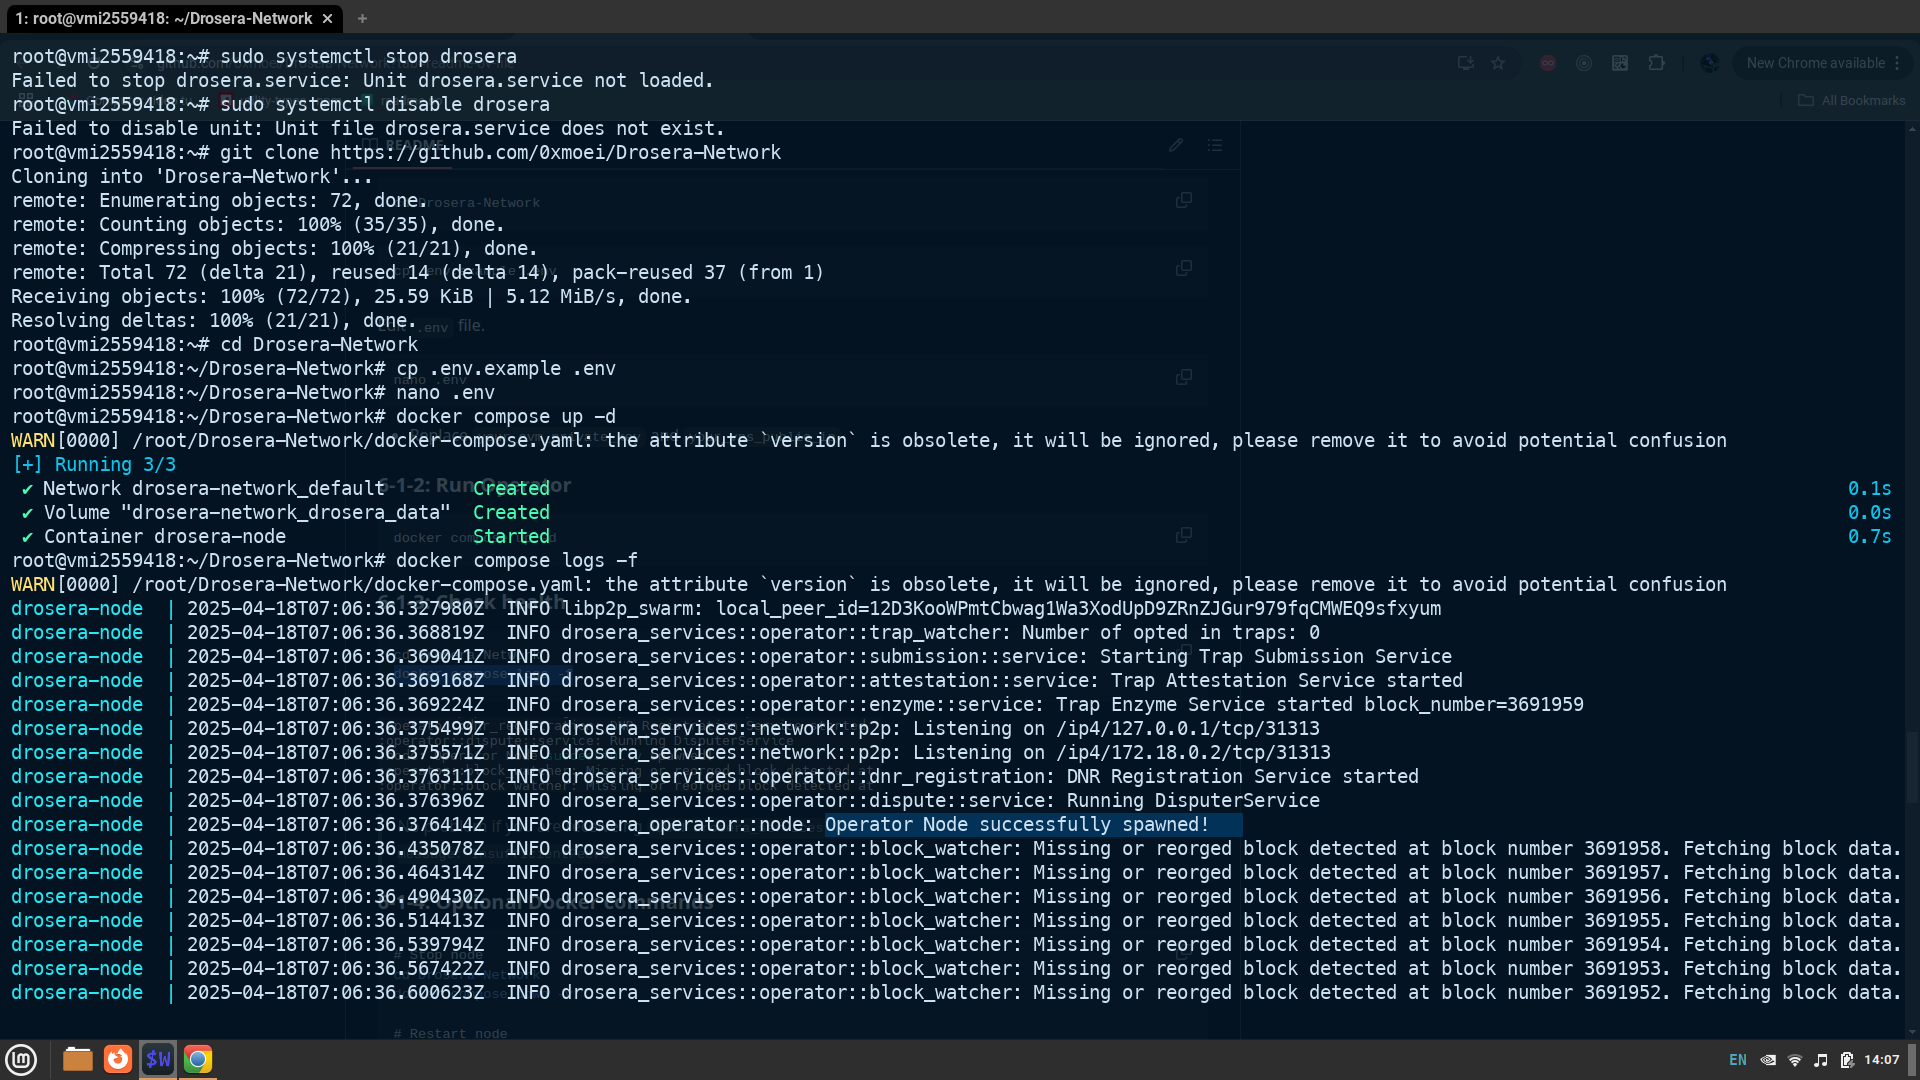 1: root@vmi2559418: ~/Drosera-Network
root@vmi2559418:~# sudo systemctl stop drosera
Failed to stop drosera.service: Unit drosera.service not loaded.
New Chrome available
root@vmi2559418:~# sudo systemctl disable drosera
All Bookmarks
Failed to disable unit: Unit file drosera.service does not exist.
README
root@vmi2559418:~# git clone https://github.com/0xmoei/Drosera-Network
Cloning into 'Drosera-Network'...
remote: Enumerating objects: 72, done.
Drosera-Network
remote: Counting objects: 100% (35/35), done.
remote: Compressing objects: 100% (21/21), done.
remote: Total 72 (delta 21), reused 14 (delta 14), pack-reused 37 (from 1)
Receiving objects: 100% (72/72), 25.59 KiB | 5.12 MiB/s, done.
Resolving deltas: 100% (21/21), done.
.env file.
root@vmi2559418:~# cd Drosera-Network
root@vmi2559418:~/Drosera-Network# cp .env.example .env
nano .env
root@vmi2559418:~/Drosera-Network# nano .env
root@vmi2559418:~/Drosera-Network# docker compose up -d
WARN[0000] /root/Drosera-Network/docker-compose.yaml: the attribute `version` is obsolete, it will be ignored, please remove it to avoid potential confusion
[+] Running 3/3
6-1-2: Run Operator
✔ Network drosera-network_default Created 0.1s
✔ Volume "drosera-network_drosera_data" Created 0.0s
✔ Container drosera-node Started 0.7s
root@vmi2559418:~/Drosera-Network# docker compose logs -f
WARN[0000] /root/Drosera-Network/docker-compose.yaml: the attribute `version` is obsolete, it will be ignored, please remove it to avoid potential confusion
6-1-3: Check health
drosera-node | 2025-04-18T07:06:36.327980Z INFO libp2p_swarm: local_peer_id=12D3KooWPmtCbwag1Wa3XodUpD9ZRnZJGur979fqCMWEQ9sfxyum
drosera-node | 2025-04-18T07:06:36.368819Z INFO drosera_services::operator::trap_watcher: Number of opted in traps: 0
drosera-node | 2025-04-18T07:06:36.369041Z INFO drosera_services::operator::submission::service: Starting Trap Submission Service
drosera-node | 2025-04-18T07:06:36.369168Z INFO drosera_services::operator::attestation::service: Trap Attestation Service started
drosera-node | 2025-04-18T07:06:36.369224Z INFO drosera_services::operator::enzyme::service: Trap Enzyme Service started block_number=3691959
drosera-node | 2025-04-18T07:06:36.375499Z INFO drosera_services::network::p2p: Listening on /ip4/127.0.0.1/tcp/31313
drosera-node | 2025-04-18T07:06:36.375571Z INFO drosera_services::network::p2p: Listening on /ip4/172.18.0.2/tcp/31313
drosera-node | 2025-04-18T07:06:36.376311Z INFO drosera_services::operator::dnr_registration: DNR Registration Service started
drosera-node | 2025-04-18T07:06:36.376396Z INFO drosera_services::operator::dispute::service: Running DisputerService
drosera-node | 2025-04-18T07:06:36.376414Z INFO drosera_operator::node: Operator Node successfully spawned!
drosera-node | 2025-04-18T07:06:36.435078Z INFO drosera_services::operator::block_watcher: Missing or reorged block detected at block number 3691958. Fetching block data.
drosera-node | 2025-04-18T07:06:36.464314Z INFO drosera_services::operator::block_watcher: Missing or reorged block detected at block number 3691957. Fetching block data.
drosera-node | 2025-04-18T07:06:36.490430Z INFO drosera_services::operator::block_watcher: Missing or reorged block detected at block number 3691956. Fetching block data.
drosera-node | 2025-04-18T07:06:36.514413Z INFO drosera_services::operator::block_watcher: Missing or reorged block detected at block number 3691955. Fetching block data.
drosera-node | 2025-04-18T07:06:36.539794Z INFO drosera_services::operator::block_watcher: Missing or reorged block detected at block number 3691954. Fetching block data.
# Stop node
drosera-node | 2025-04-18T07:06:36.567422Z INFO drosera_services::operator::block_watcher: Missing or reorged block detected at block number 3691953. Fetching block data.
drosera-node | 2025-04-18T07:06:36.600623Z INFO drosera_services::operator::block_watcher: Missing or reorged block detected at block number 3691952. Fetching block data.
# Restart node
$W
EN
14:07